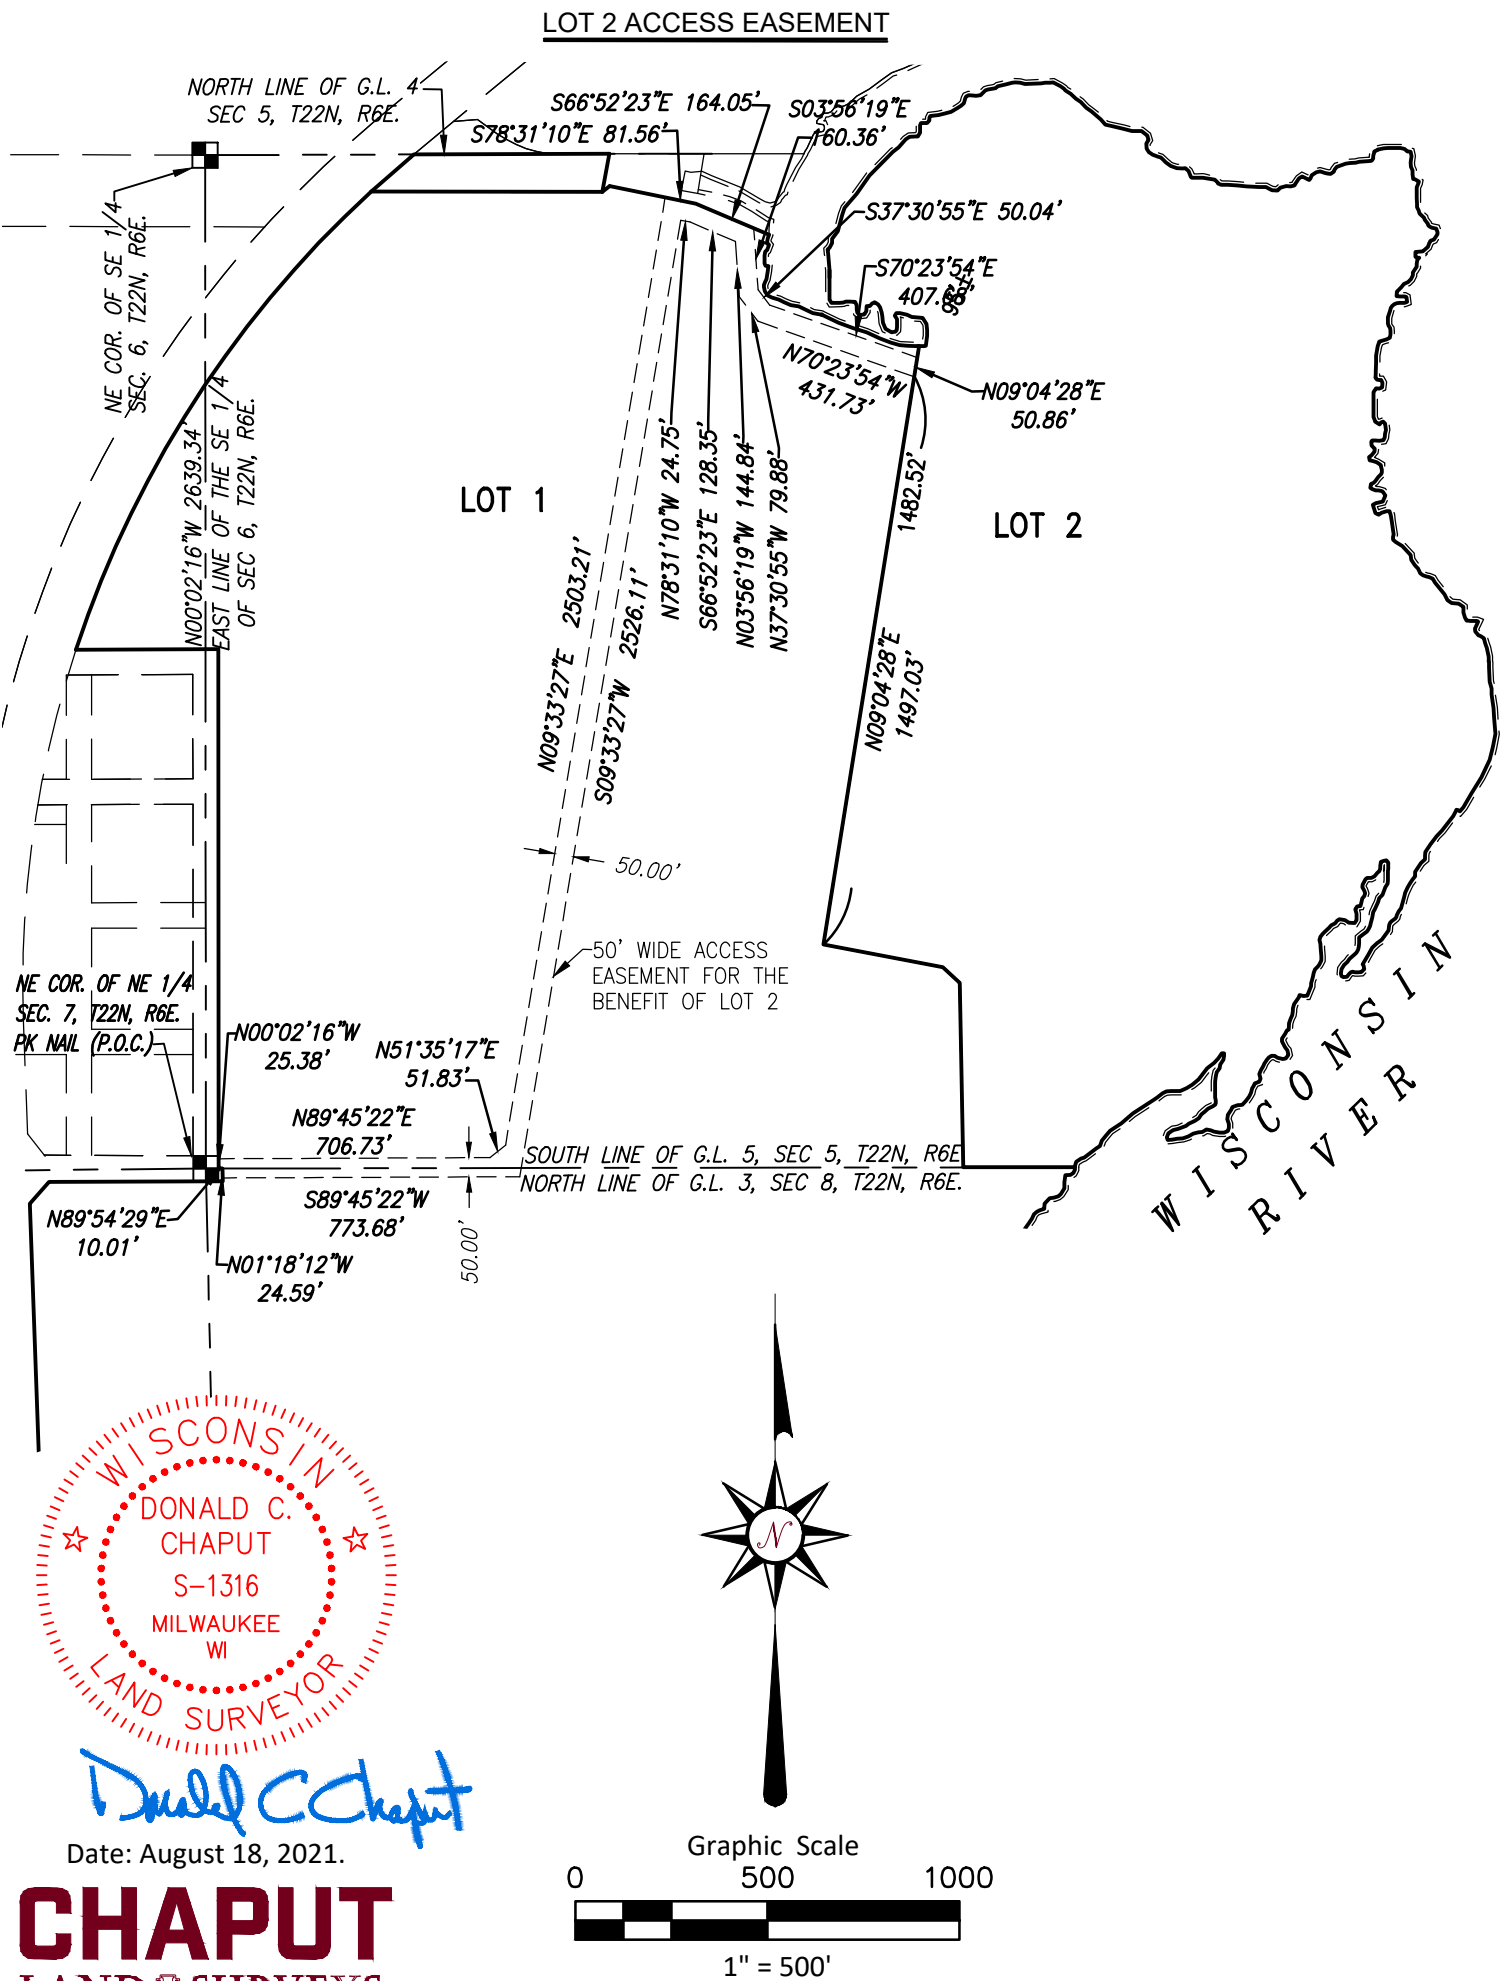 LOT 2 ACCESS EASEMENT
NORTH LINE OF G.L. 4
SEC 5, T22N, R6E.
S66°52'23"E 164.05'
S78°31'10"E 81.56'
S03°56'19"E
160.36'
NE COR. OF SE 1/4
SEC. 6, T22N, R6E.
S37°30'55"E 50.04'
S70°23'54"E
407.68'
98'±
N70°23'54"W
431.73'
N09°04'28"E
50.86'
N00°02'16"W 2639.34'
EAST LINE OF THE SE 1/4
OF SEC 6, T22N, R6E.
LOT 1
N78°31'10"W 24.75'
S66°52'23"E 128.35'
N03°56'19"W 144.84'
N37°30'55"W 79.88'
1482.52'
LOT 2
N09°33'27"E 2503.21'
S09°33'27"W 2526.11'
N09°04'28"E
1497.03'
50.00'
50' WIDE ACCESS
EASEMENT FOR THE
BENEFIT OF LOT 2
NE COR. OF NE 1/4
SEC. 7, T22N, R6E.
PK NAIL (P.O.C.)
N00°02'16"W
25.38'
N51°35'17"E
51.83'
N89°45'22"E
706.73'
SOUTH LINE OF G.L. 5, SEC 5, T22N, R6E
NORTH LINE OF G.L. 3, SEC 8, T22N, R6E.
S89°45'22"W
773.68'
50.00'
N89°54'29"E
10.01'
N01°18'12"W
24.59'
WISCONSIN
RIVER
WISCONSIN
DONALD C.
CHAPUT
S-1316
MILWAUKEE
WI
LAND SURVEYOR
N
Donald C Chaput
Date: August 18, 2021.
CHAPUT
LAND SURVEYS
Graphic Scale
0 500 1000
1" = 500'